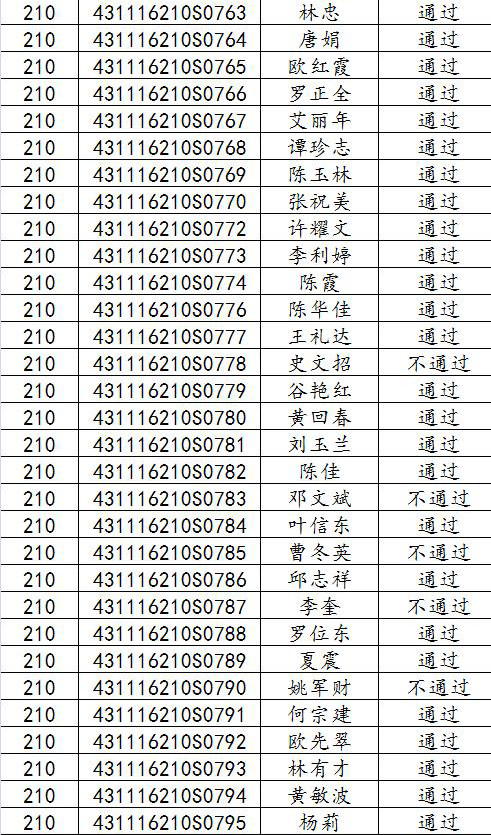 210 431116210S0763 林忠 通过
210 431116210S0764 唐娟 通过
210 431116210S0765 欧红霞 通过
210 431116210S0766 罗正全 通过
210 431116210S0767 艾丽年 通过
210 431116210S0768 谭珍志 通过
210 431116210S0769 陈玉林 通过
210 431116210S0770 张祝美 通过
210 431116210S0772 许耀文 通过
210 431116210S0773 李利婷 通过
210 431116210S0774 陈霞 通过
210 431116210S0776 陈华佳 通过
210 431116210S0777 王礼达 通过
210 431116210S0778 史文招 不通过
210 431116210S0779 谷艳红 通过
210 431116210S0780 黄回春 通过
210 431116210S0781 刘玉兰 通过
210 431116210S0782 陈佳 通过
210 431116210S0783 邓文斌 不通过
210 431116210S0784 叶信东 通过
210 431116210S0785 曹冬英 不通过
210 431116210S0786 邱志祥 通过
210 431116210S0787 李奎 不通过
210 431116210S0788 罗位东 通过
210 431116210S0789 夏震 通过
210 431116210S0790 姚军财 不通过
210 431116210S0791 何宗建 通过
210 431116210S0792 欧先翠 通过
210 431116210S0793 林有才 通过
210 431116210S0794 黄敏波 通过
210 431116210S0795 杨莉 通过